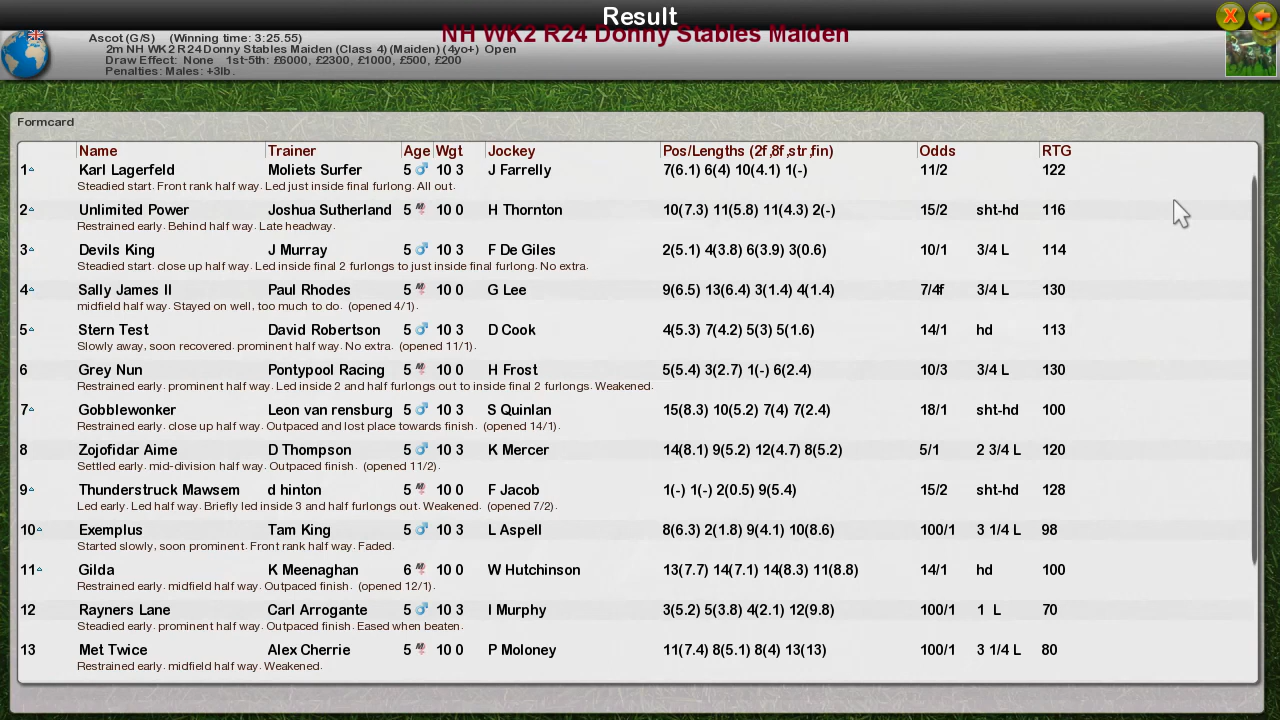 Result
NH WK2 R24 Donny Stables Maiden
Ascot (G/S) (Winning time: 3:25.55)
2m NH WK2 R24 Donny Stables Maiden (Class 4) (Maiden) (4yo+) Open
Draw Effect: None 1st-5th: £6000, £2300, £1000, £500, £200
Penalties: Males: +3lb.
Formcard
Name Trainer Age Wgt Jockey Pos/Lengths (2f,8f,str,fin) Odds RTG
1 Karl Lagerfeld Moliets Surfer 5 10 3 J Farrelly 7(6.1) 6(4) 10(4.1) 1(-) 11/2 122
Steadied start. Front rank half way. Led just inside final furlong. All out.
2 Unlimited Power Joshua Sutherland 5 10 0 H Thornton 10(7.3) 11(5.8) 11(4.3) 2(-) 15/2 sht-hd 116
Restrained early. Behind half way. Late headway.
3 Devils King J Murray 5 10 3 F De Giles 2(5.1) 4(3.8) 6(3.9) 3(0.6) 10/1 3/4 L 114
Steadied start. close up half way. Led inside final 2 furlongs to just inside final furlong. No extra.
4 Sally James II Paul Rhodes 5 10 0 G Lee 9(6.5) 13(6.4) 3(1.4) 4(1.4) 7/4f 3/4 L 130
midfield half way. Stayed on well, too much to do. (opened 4/1).
5 Stern Test David Robertson 5 10 3 D Cook 4(5.3) 7(4.2) 5(3) 5(1.6) 14/1 hd 113
Slowly away, soon recovered. prominent half way. No extra. (opened 11/1).
6 Grey Nun Pontypool Racing 5 10 0 H Frost 5(5.4) 3(2.7) 1(-) 6(2.4) 10/3 3/4 L 130
Restrained early. prominent half way. Led inside 2 and half furlongs out to inside final 2 furlongs. Weakened.
7 Gobblewonker Leon van rensburg 5 10 3 S Quinlan 15(8.3) 10(5.2) 7(4) 7(2.4) 18/1 sht-hd 100
Restrained early. close up half way. Outpaced and lost place towards finish. (opened 14/1).
8 Zojofidar Aime D Thompson 5 10 3 K Mercer 14(8.1) 9(5.2) 12(4.7) 8(5.2) 5/1 2 3/4 L 120
Settled early. mid-division half way. Outpaced finish. (opened 11/2).
9 Thunderstruck Mawsem d hinton 5 10 0 F Jacob 1(-) 1(-) 2(0.5) 9(5.4) 15/2 sht-hd 128
Led early. Led half way. Briefly led inside 3 and half furlongs out. Weakened. (opened 7/2).
10 Exemplus Tam King 5 10 3 L Aspell 8(6.3) 2(1.8) 9(4.1) 10(8.6) 100/1 3 1/4 L 98
Started slowly, soon prominent. Front rank half way. Faded.
11 Gilda K Meenaghan 6 10 0 W Hutchinson 13(7.7) 14(7.1) 14(8.3) 11(8.8) 14/1 hd 100
Restrained early. midfield half way. Outpaced finish. (opened 12/1).
12 Rayners Lane Carl Arrogante 5 10 3 I Murphy 3(5.2) 5(3.8) 4(2.1) 12(9.8) 100/1 1 L 70
Steadied early. prominent half way. Outpaced finish. Eased when beaten.
13 Met Twice Alex Cherrie 5 10 0 P Moloney 11(7.4) 8(5.1) 8(4) 13(13) 100/1 3 1/4 L 80
Restrained early. midfield half way. Weakened.